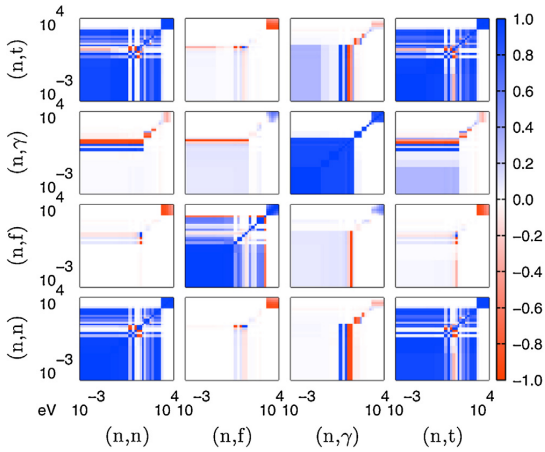 10^4 1.0
(n,t) 0.8
10^-3
10^4 0.6
(n,γ) 0.4
10^-3 0.2
10^4 0.0
(n,f) −0.2
10^-3 −0.4
10^4 −0.6
(n,n) −0.8
10^-3 −1.0
eV 10^-3 10^4 10^-3 10^4 10^-3 10^4 10^-3 10^4
(n,n) (n,f) (n,γ) (n,t)